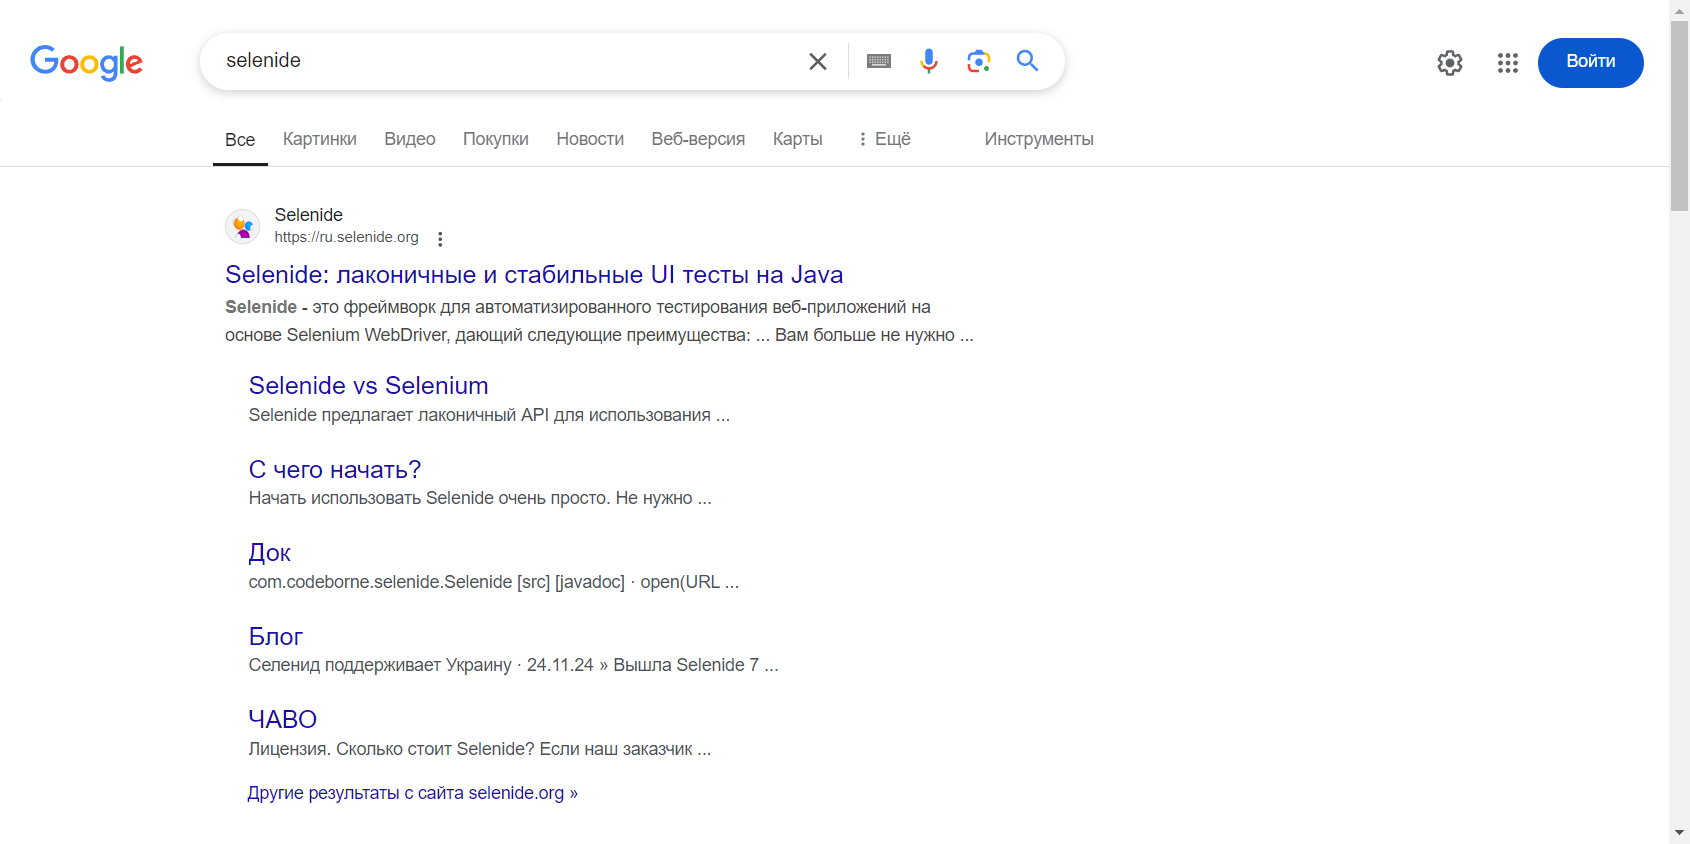 Google
selenide
Войти
Все
Картинки
Видео
Покупки
Новости
Веб-версия
Карты
Ещё
Инструменты
Selenide
https://ru.selenide.org
Selenide: лаконичные и стабильные UI тесты на Java
Selenide - это фреймворк для автоматизированного тестирования веб-приложений на
основе Selenium WebDriver, дающий следующие преимущества: ... Вам больше не нужно ...
Selenide vs Selenium
Selenide предлагает лаконичный API для использования ...
С чего начать?
Начать использовать Selenide очень просто. Не нужно ...
Док
com.codeborne.selenide.Selenide [src] [javadoc] · open(URL ...
Блог
Селенид поддерживает Украину · 24.11.24 » Вышла Selenide 7 ...
ЧАВО
Лицензия. Сколько стоит Selenide? Если наш заказчик ...
Другие результаты с сайта selenide.org »